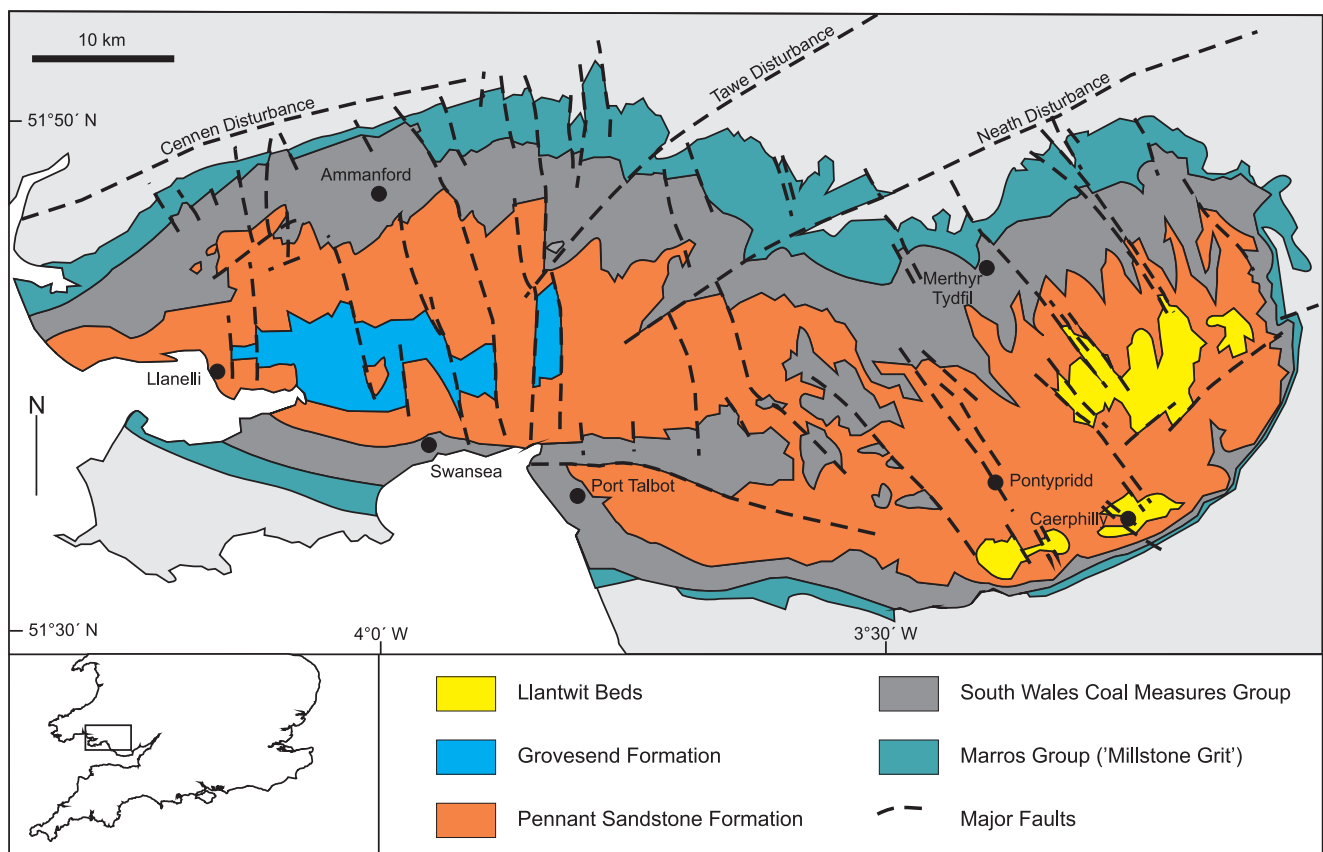 10 km
51°50´ N
Cennen Disturbance
Tawe Disturbance
Neath Disturbance
Ammanford
Merthyr
Tydfil
Llanelli
N
Swansea
Port Talbot
Pontypridd
Caerphilly
51°30´ N
4°0´ W
3°30´ W
Llantwit Beds
Grovesend Formation
Pennant Sandstone Formation
South Wales Coal Measures Group
Marros Group (’Millstone Grit’)
Major Faults